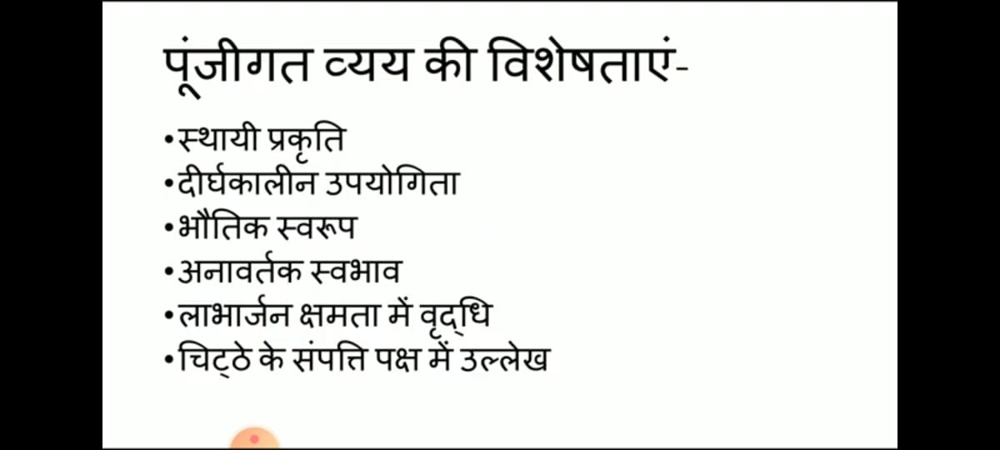 पूंजीगत व्यय की विशेषताएं-
•स्थायी प्रकृति
•दीर्घकालीन उपयोगिता
•भौतिक स्वरूप
•अनावर्तक स्वभाव
•लाभार्जन क्षमता में वृद्धि
•चिट्ठे के संपत्ति पक्ष में उल्लेख